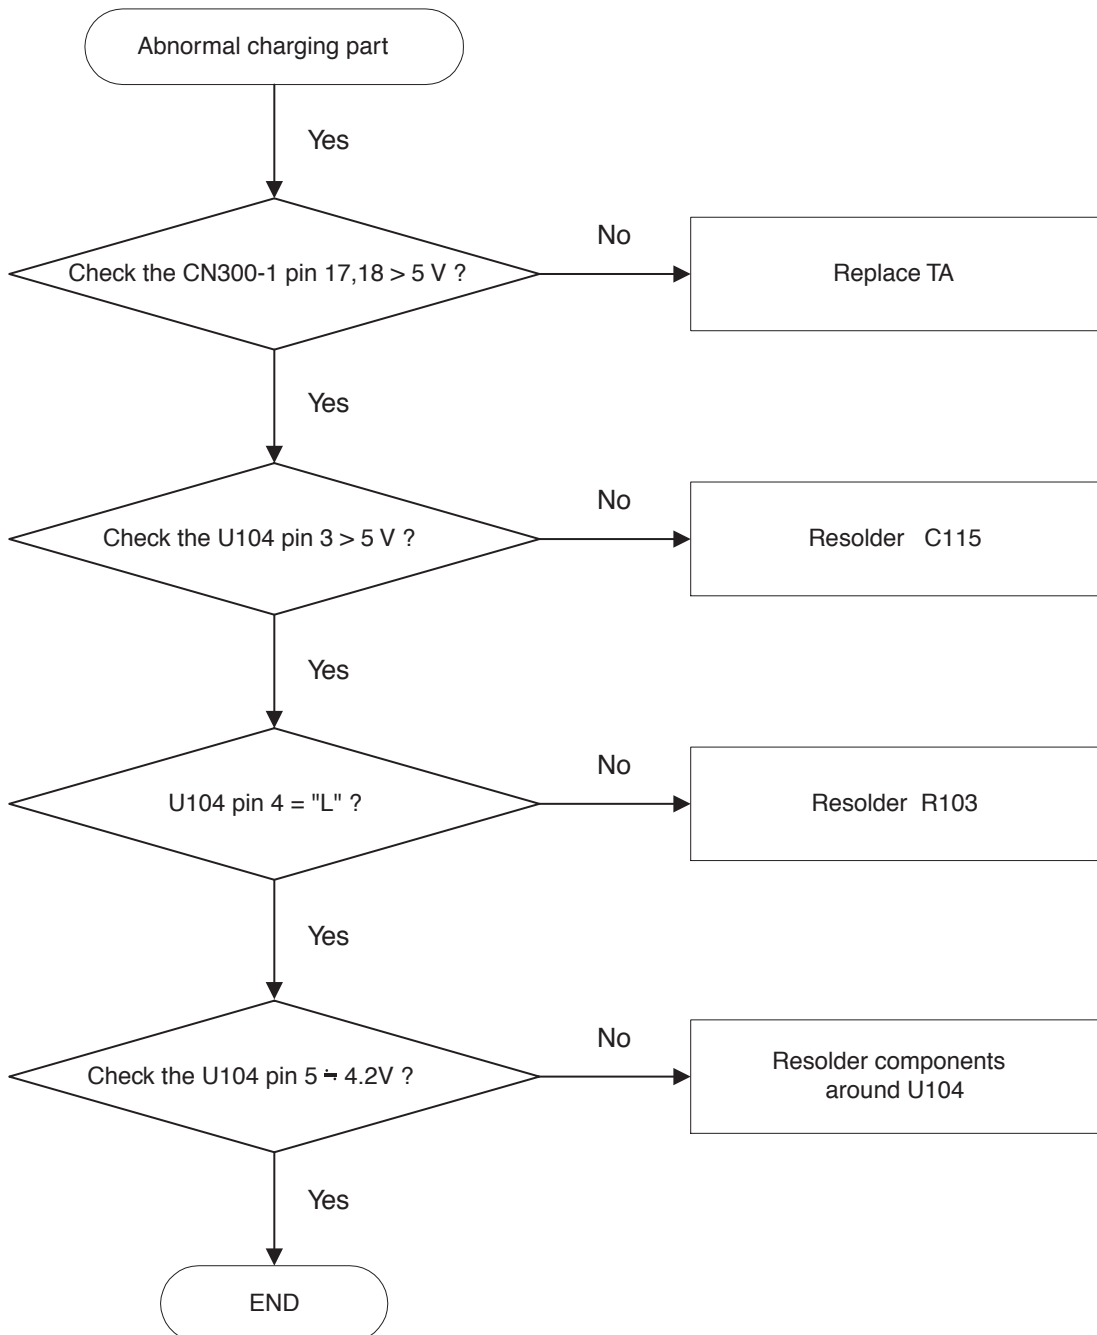 Abnormal charging part
Yes
Check the CN300-1 pin 17,18 > 5 V ?
No
Replace TA
Yes
Check the U104 pin 3 > 5 V ?
No
Resolder C115
Yes
U104 pin 4 = "L" ?
No
Resolder R103
Yes
Check the U104 pin 5 ≒ 4.2V ?
No
Resolder components
around U104
Yes
END